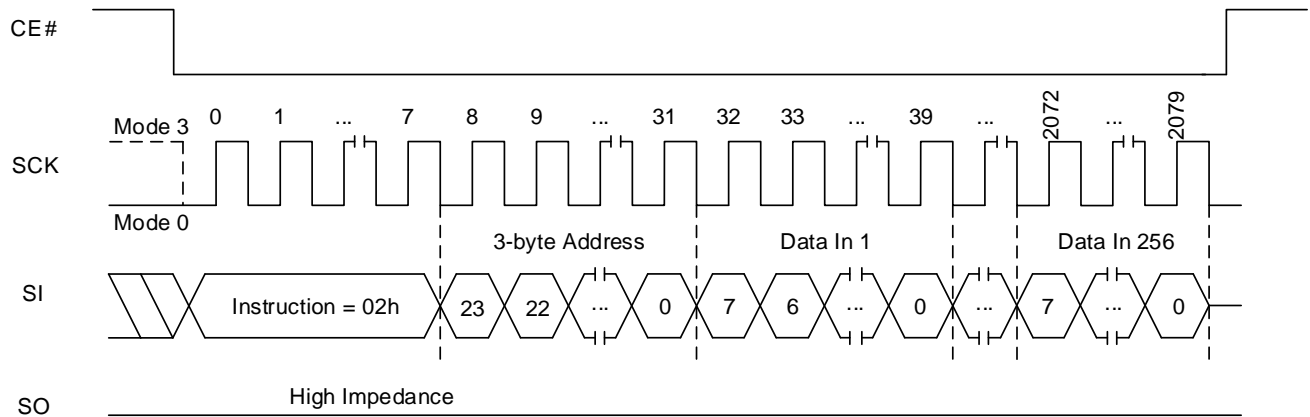 CE#
0 1 ... 7 8 9 ... 31 32 33 ... 39 ... 2072 ... 2079
Mode 3
SCK
Mode 0
3-byte Address Data In 1 Data In 256
SI Instruction = 02h 23 22 ... 0 7 6 ... 0 ... 7 ... 0
High Impedance
SO